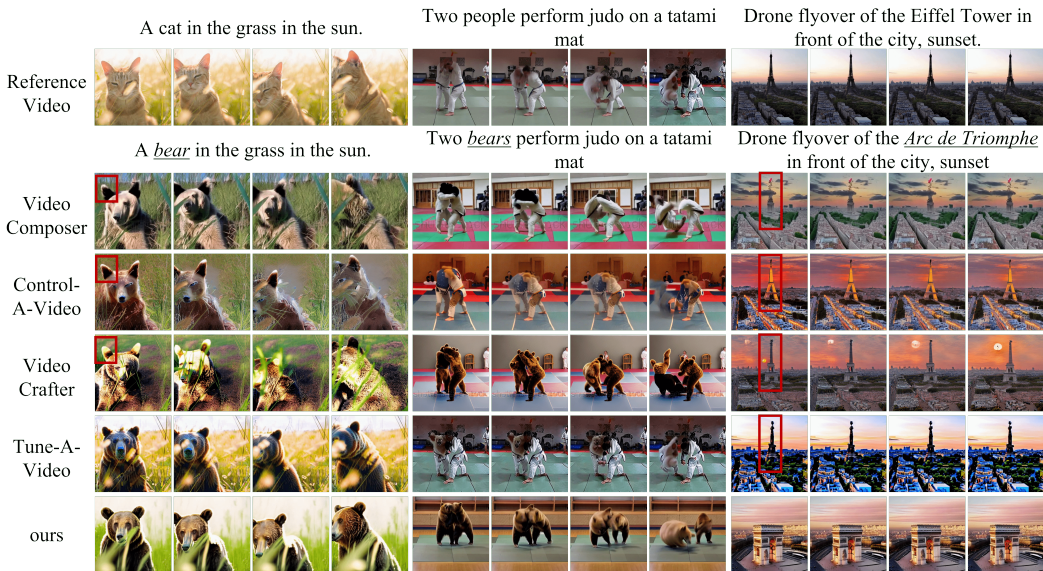 A cat in the grass in the sun.
Two people perform judo on a tatami
mat
Drone flyover of the Eiffel Tower in
front of the city, sunset.
Reference
Video
A bear in the grass in the sun.
Two bears perform judo on a tatami
mat
Drone flyover of the Arc de Triomphe
in front of the city, sunset
Video
Composer
Control-
A-Video
Video
Crafter
Tune-A-
Video
ours